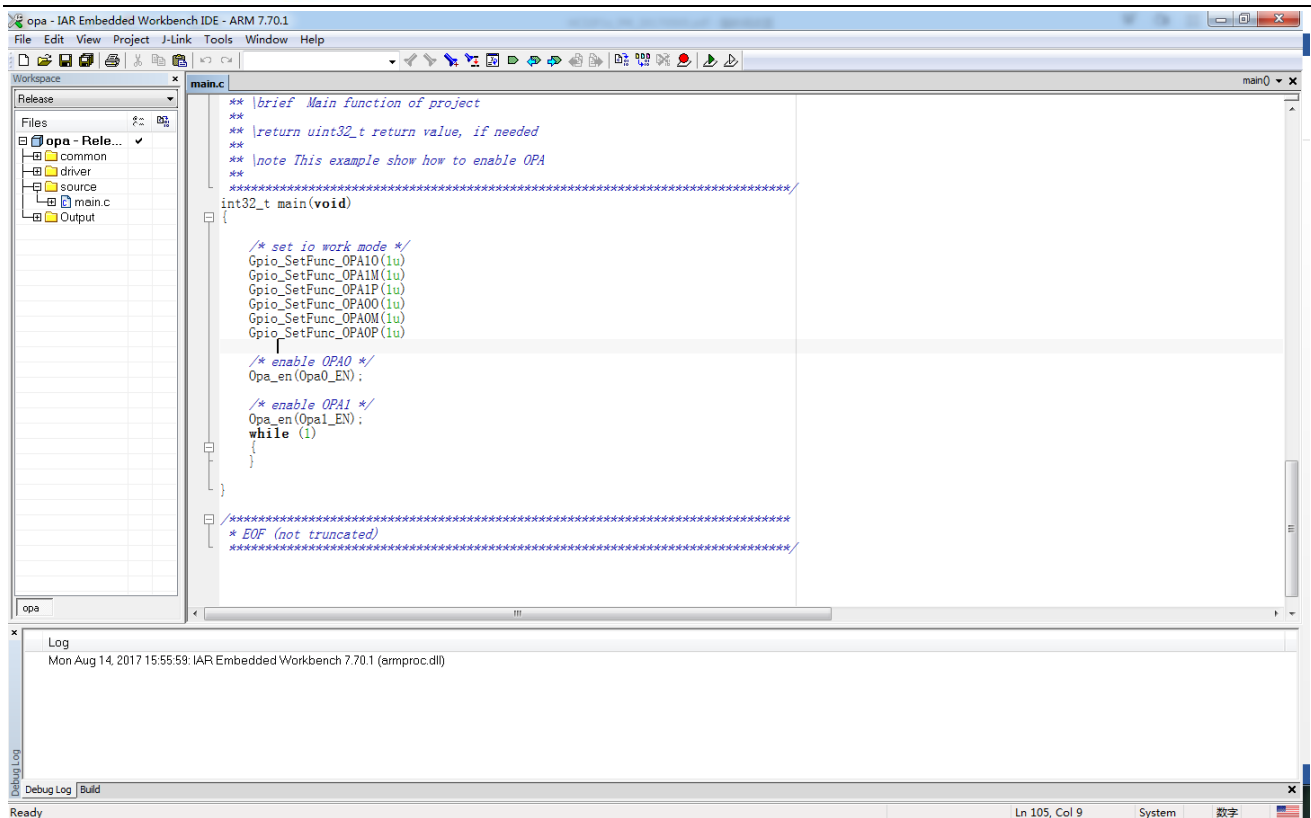 opa - IAR Embedded Workbench IDE - ARM 7.70.1
File Edit View Project J-Link Tools Window Help
Workspace
main.c
main()
Release
Files
opa - Rele...
common
driver
source
main.c
Output
** \brief Main function of project
**
** \return uint32_t return value, if needed
**
** \note This example show how to enable OPA
**
******************************************************************************/
int32_t main(void)
{
/* set io work mode */
Gpio_SetFunc_OPA1O(1u)
Gpio_SetFunc_OPA1M(1u)
Gpio_SetFunc_OPA1P(1u)
Gpio_SetFunc_OPA0O(1u)
Gpio_SetFunc_OPA0M(1u)
Gpio_SetFunc_OPA0P(1u)
/* enable OPA0 */
Opa_en(Opa0_EN);
/* enable OPA1 */
Opa_en(Opa1_EN);
while (1)
{
}
}
/******************************************************************************
* EOF (not truncated)
******************************************************************************/
opa
Log
Mon Aug 14, 2017 15:55:59: IAR Embedded Workbench 7.70.1 (armproc.dll)
Debug Log
Debug Log Build
Ready
Ln 105, Col 9
System
数字